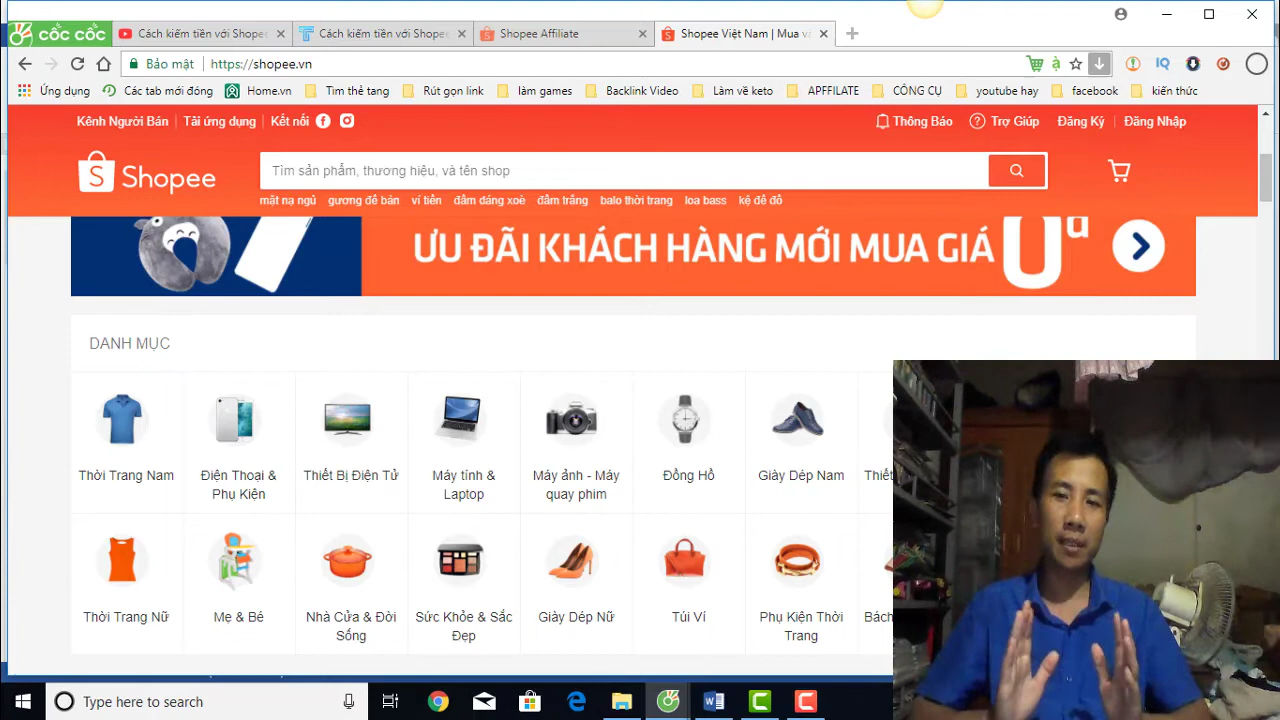 cốc cốc
Cách kiếm tiền với Shopee
Cách kiếm tiền với Shopee
Shopee Affiliate
Shopee Việt Nam | Mua và
Bảo mật
https://shopee.vn
Ứng dụng
Các tab mới đóng
Home.vn
Tìm thẻ tang
Rút gọn link
làm games
Backlink Video
Làm về keto
APFFILATE
CÔNG CỤ
youtube hay
facebook
kiến thức
Kênh Người Bán
Tải ứng dụng
Kết nối
Thông Báo
Trợ Giúp
Đăng Ký
Đăng Nhập
Shopee
Tìm sản phẩm, thương hiệu, và tên shop
mặt nạ ngủ
gương để bàn
ví tiền
đầm dáng xoè
đầm trắng
balo thời trang
loa bass
kệ để đồ
ƯU ĐÃI KHÁCH HÀNG MỚI MUA GIÁ 0đ
DANH MỤC
Thời Trang Nam
Điện Thoại &
Phụ Kiện
Thiết Bị Điện Tử
Máy tính &
Laptop
Máy ảnh - Máy
quay phim
Đồng Hồ
Giày Dép Nam
Thời Trang Nữ
Mẹ & Bé
Nhà Cửa & Đời
Sống
Sức Khỏe & Sắc
Đẹp
Giày Dép Nữ
Túi Ví
Phụ Kiện Thời
Trang
Type here to search